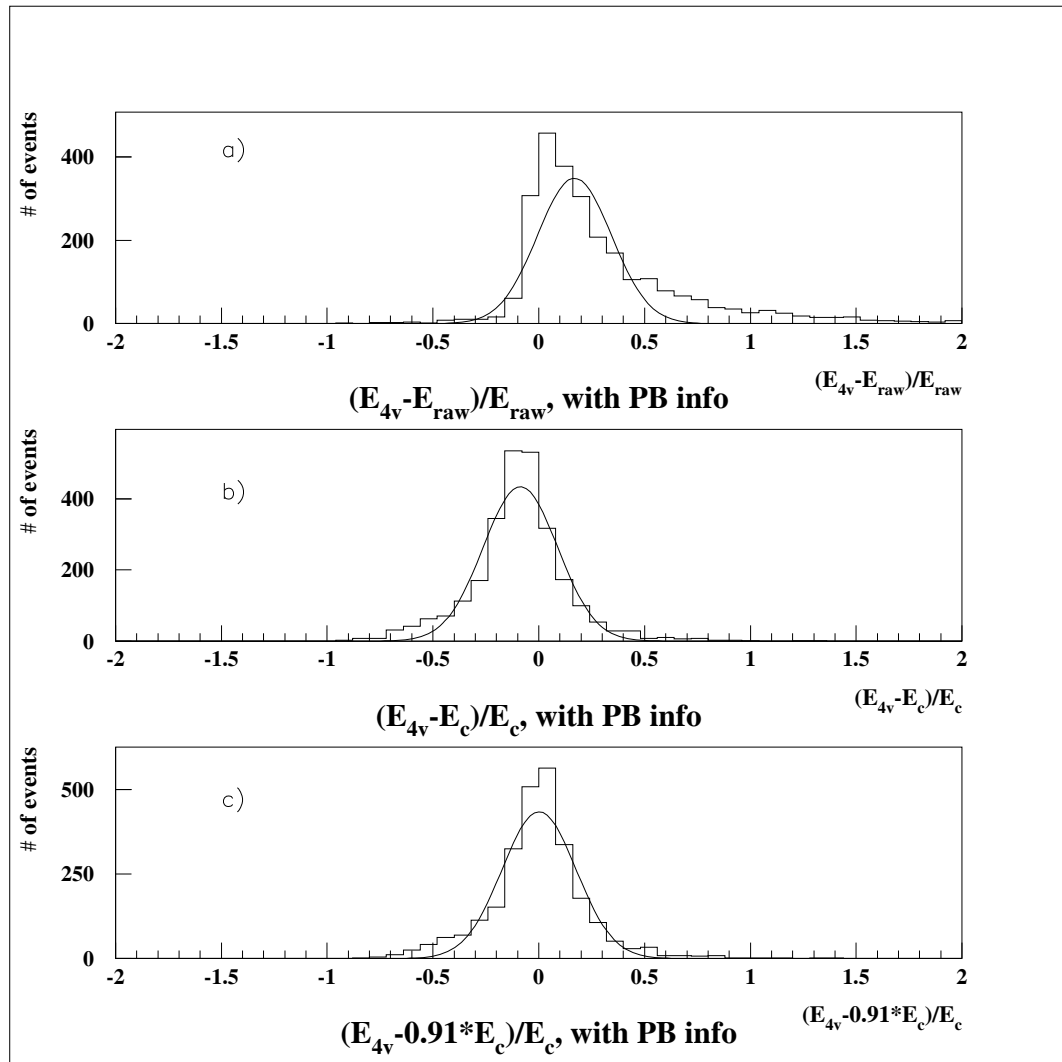 # of events
a)
400
200
0
-2 -1.5 -1 -0.5 0 0.5 1 1.5 2
(E4v-Eraw)/Eraw
(E4v-Eraw)/Eraw, with PB info
# of events
b)
400
200
0
-2 -1.5 -1 -0.5 0 0.5 1 1.5 2
(E4v-Ec)/Ec
(E4v-Ec)/Ec, with PB info
# of events
c)
500
250
0
-2 -1.5 -1 -0.5 0 0.5 1 1.5 2
(E4v-0.91*Ec)/Ec
(E4v-0.91*Ec)/Ec, with PB info